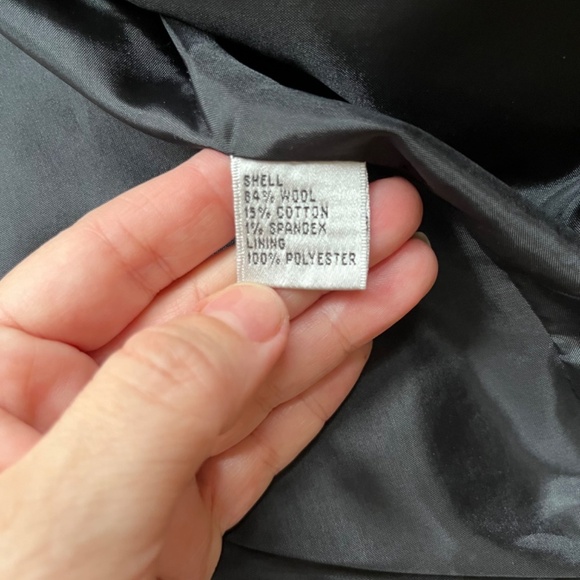 SHELL
84% WOOL
15% COTTON
1% SPANDEX
LINING
100% POLYESTER